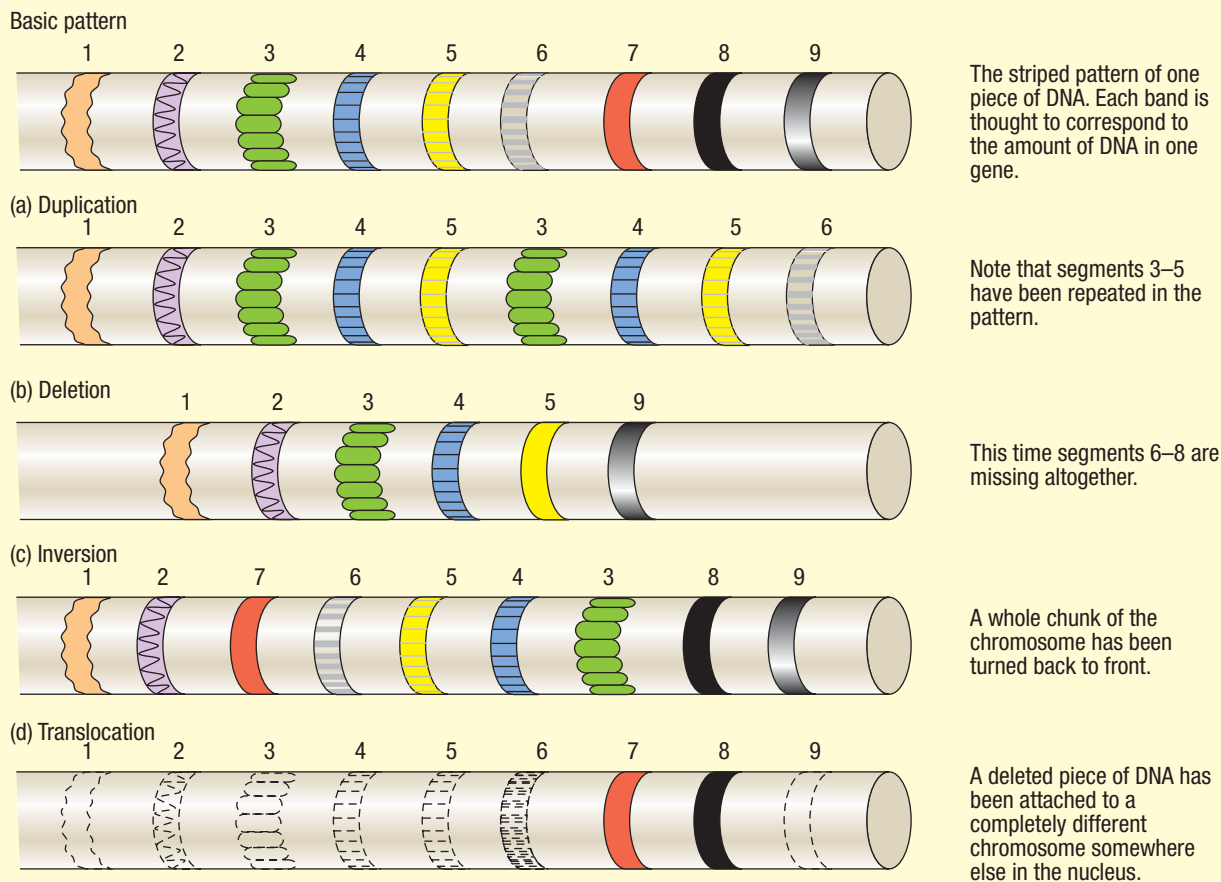 Basic pattern
1 2 3 4 5 6 7 8 9
The striped pattern of one
piece of DNA. Each band is
thought to correspond to
the amount of DNA in one
gene.
(a) Duplication
1 2 3 4 5 3 4 5 6
Note that segments 3–5
have been repeated in the
pattern.
(b) Deletion
1 2 3 4 5 9
This time segments 6–8 are
missing altogether.
(c) Inversion
1 2 7 6 5 4 3 8 9
A whole chunk of the
chromosome has been
turned back to front.
(d) Translocation
1 2 3 4 5 6 7 8 9
A deleted piece of DNA has
been attached to a
completely different
chromosome somewhere
else in the nucleus.